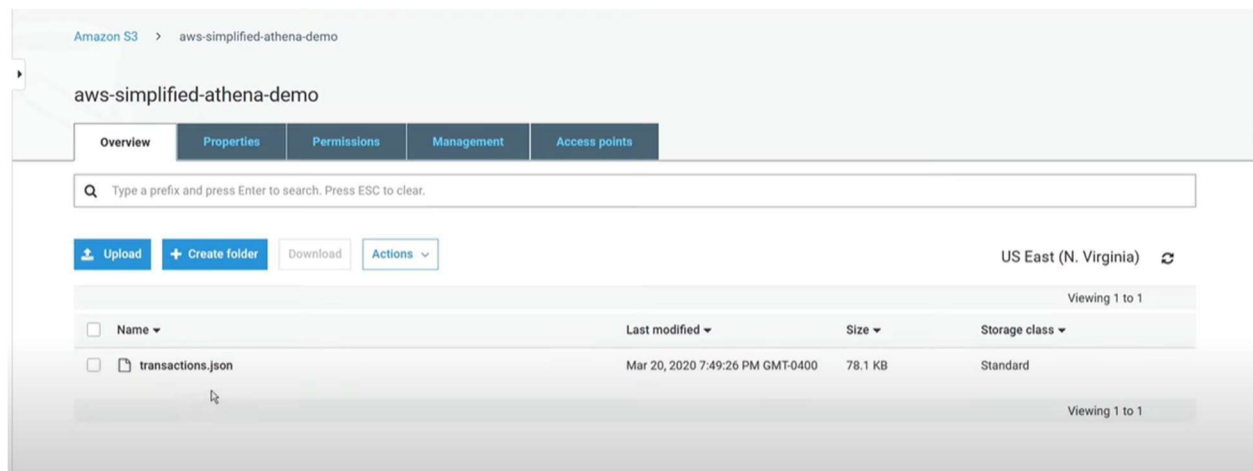 Amazon S3 > aws-simplified-athena-demo
aws-simplified-athena-demo
Overview Properties Permissions Management Access points
Type a prefix and press Enter to search. Press ESC to clear.
Upload + Create folder Download Actions US East (N. Virginia)
Viewing 1 to 1
Name Last modified Size Storage class
transactions.json Mar 20, 2020 7:49:26 PM GMT-0400 78.1 KB Standard
Viewing 1 to 1